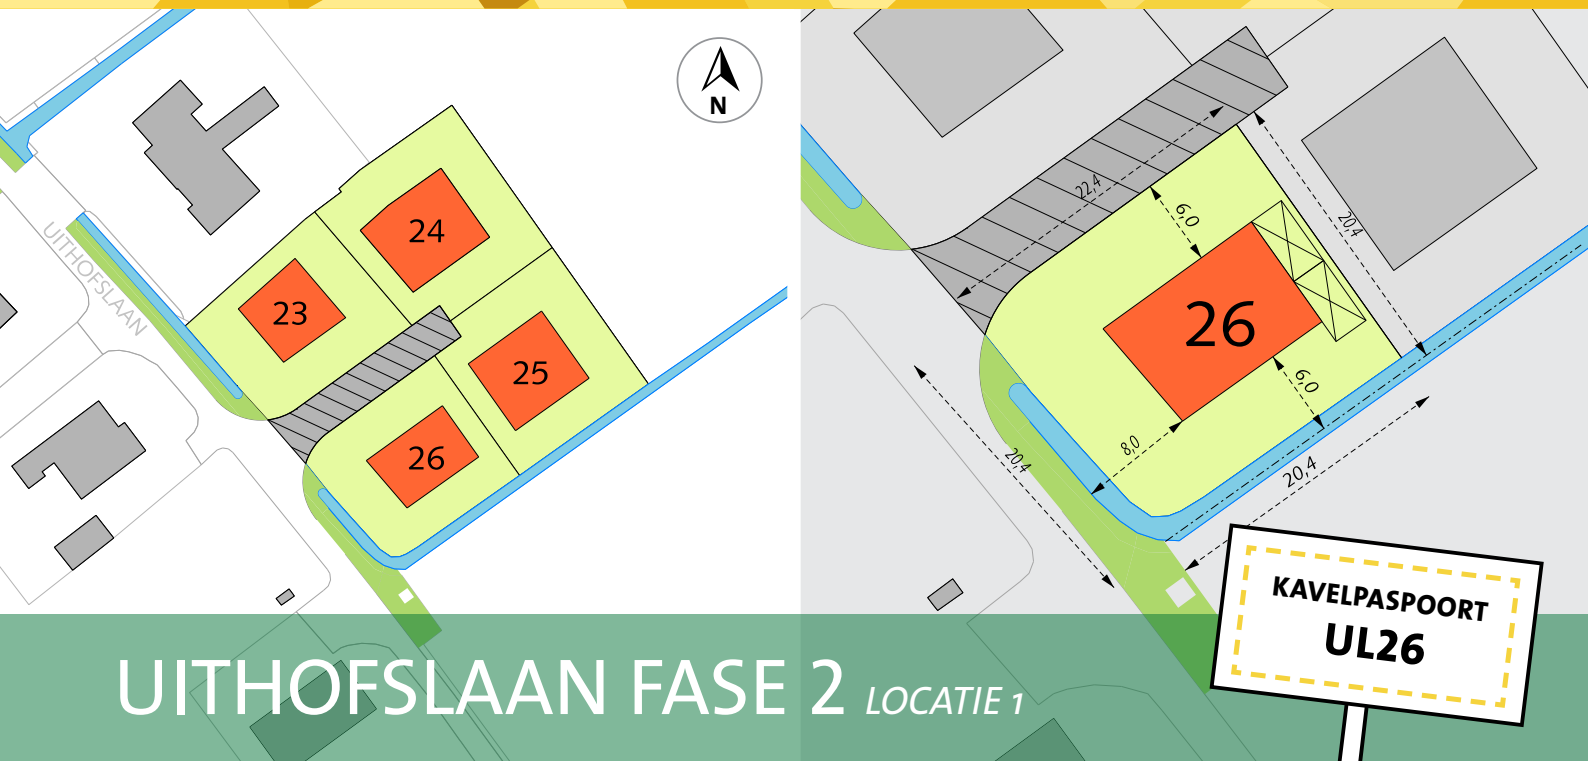 N
UITHOFSLAAN
24
23
25
26
22,4
6,0
20,4
26
6,0
8,0
20,4
20,4
KAVELPASPOORT
UL26
UITHOFSLAAN FASE 2 LOCATIE 1